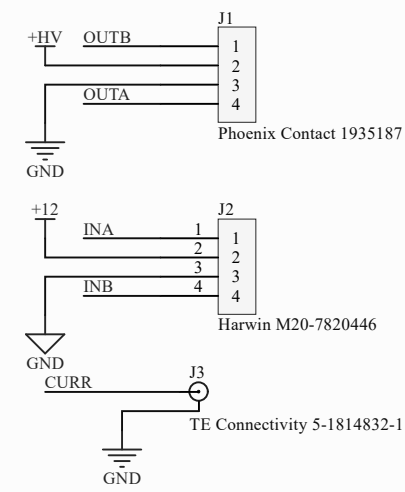 J1
+HV
OUTB
1
2
3
OUTA
4
Phoenix Contact 1935187
GND
+12
J2
INA
1
1
2
2
3
3
INB
4
4
Harwin M20-7820446
GND
J3
CURR
TE Connectivity 5-1814832-1
GND